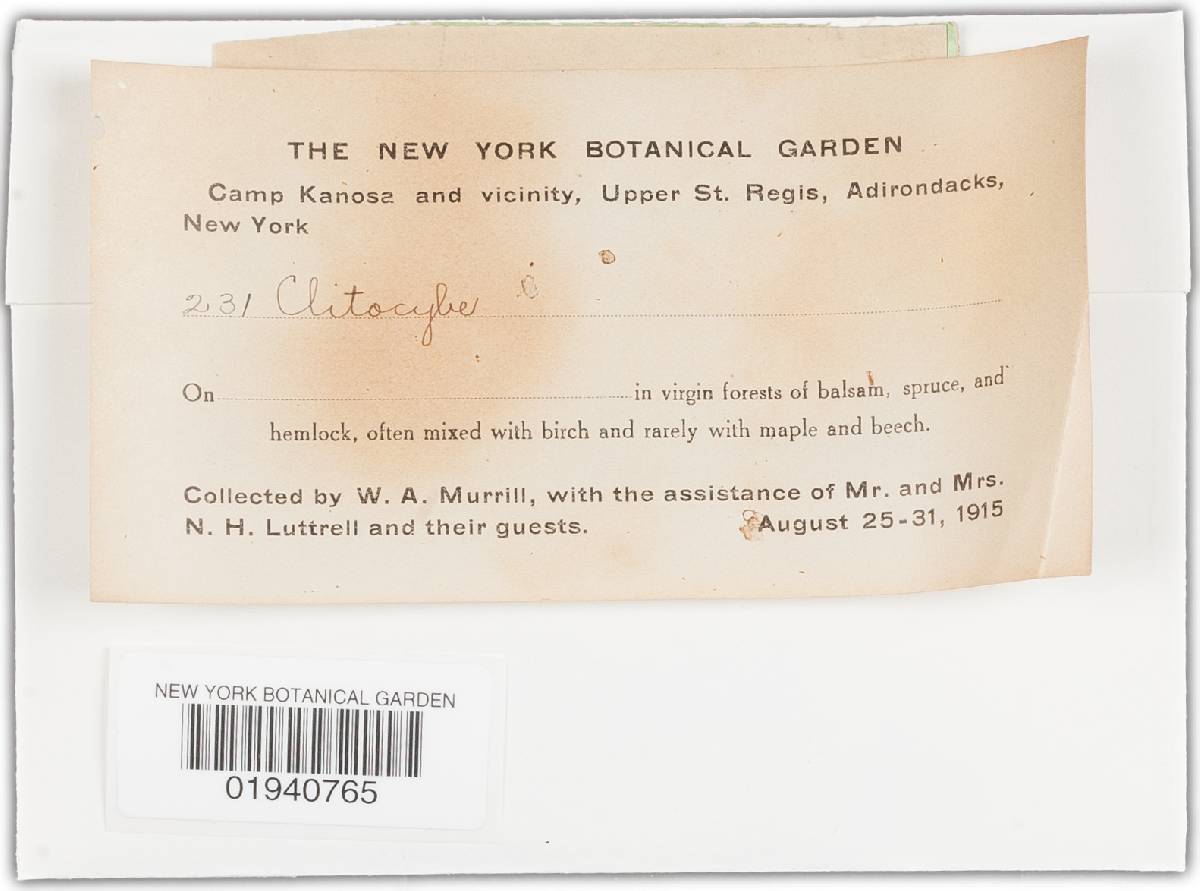 THE NEW YORK BOTANICAL GARDEN
Camp Kanosa and vicinity, Upper St. Regis, Adirondacks,
New York
231 Clitocybe
On in virgin forests of balsam, spruce, and
hemlock, often mixed with birch and rarely with maple and beech.
Collected by W. A. Murrill, with the assistance of Mr. and Mrs.
N. H. Luttrell and their guests. August 25-31, 1915
NEW YORK BOTANICAL GARDEN
01940765